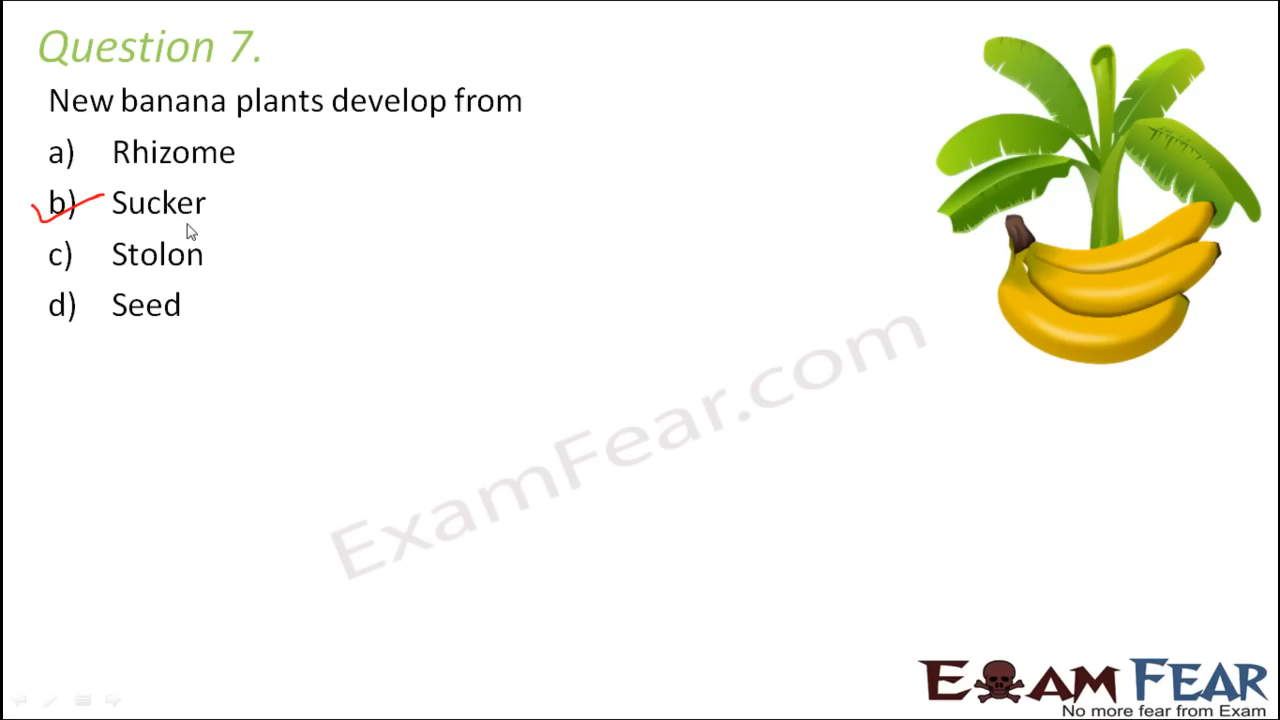 Question 7.
New banana plants develop from
a) Rhizome
b) Sucker
c) Stolon
d) Seed
ExamFear.com
EXAM FEAR
No more fear from Exam